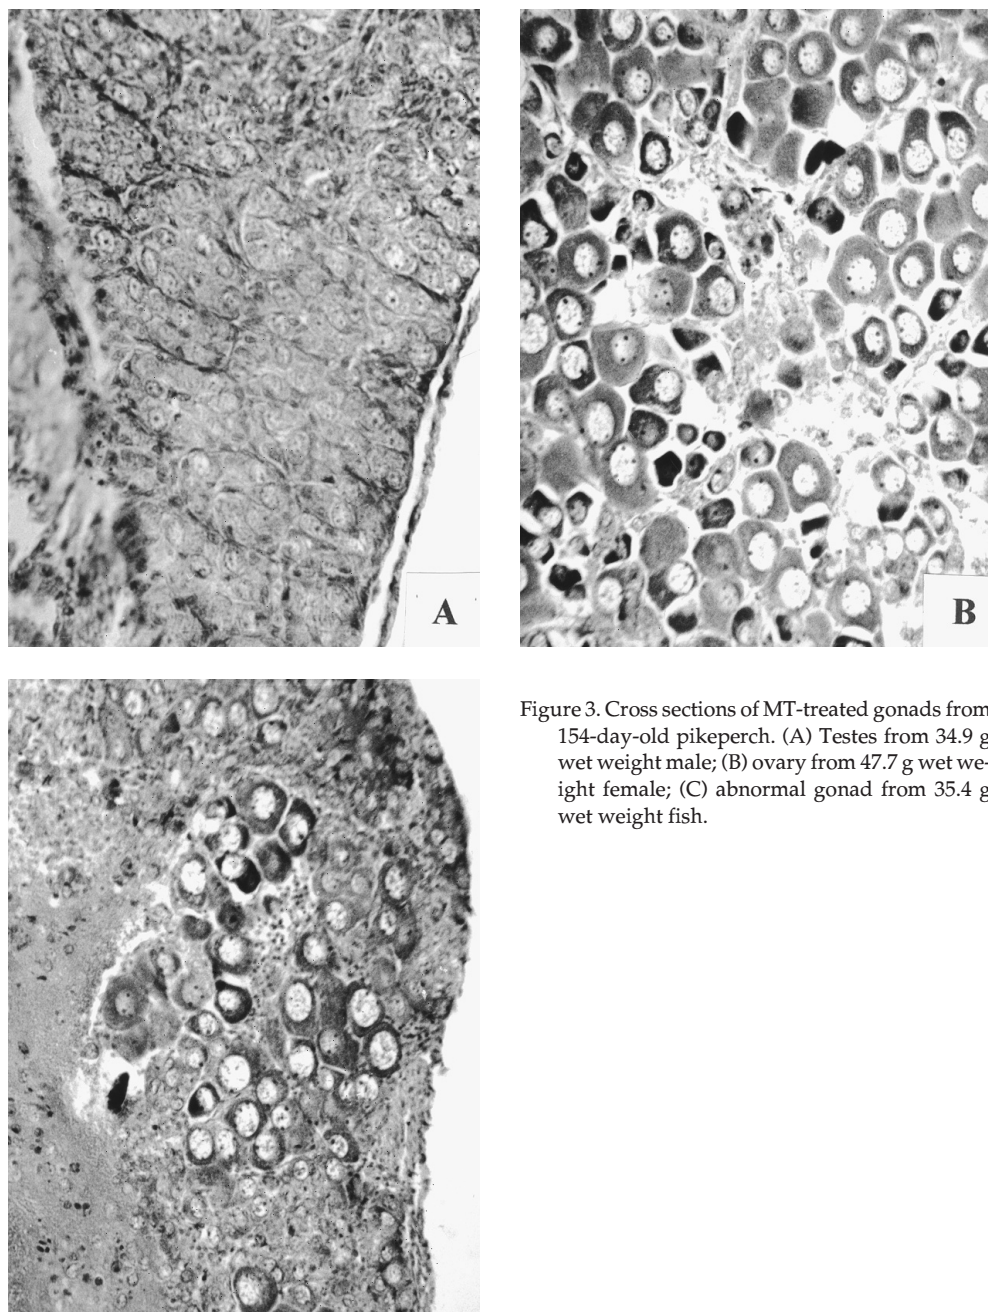 A
B
Figure 3. Cross sections of MT-treated gonads from
154-day-old pikeperch. (A) Testes from 34.9 g
wet weight male; (B) ovary from 47.7 g wet we-
ight female; (C) abnormal gonad from 35.4 g
wet weight fish.